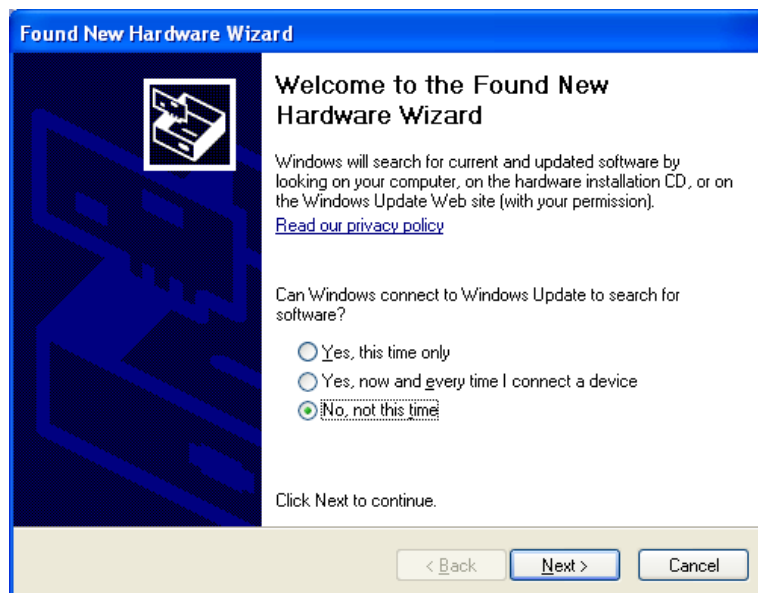 Found New Hardware Wizard
Welcome to the Found New
Hardware Wizard
Windows will search for current and updated software by
looking on your computer, on the hardware installation CD, or on
the Windows Update Web site (with your permission).
Read our privacy policy
Can Windows connect to Windows Update to search for
software?
Yes, this time only
Yes, now and every time I connect a device
No, not this time
Click Next to continue.
< Back Next > Cancel